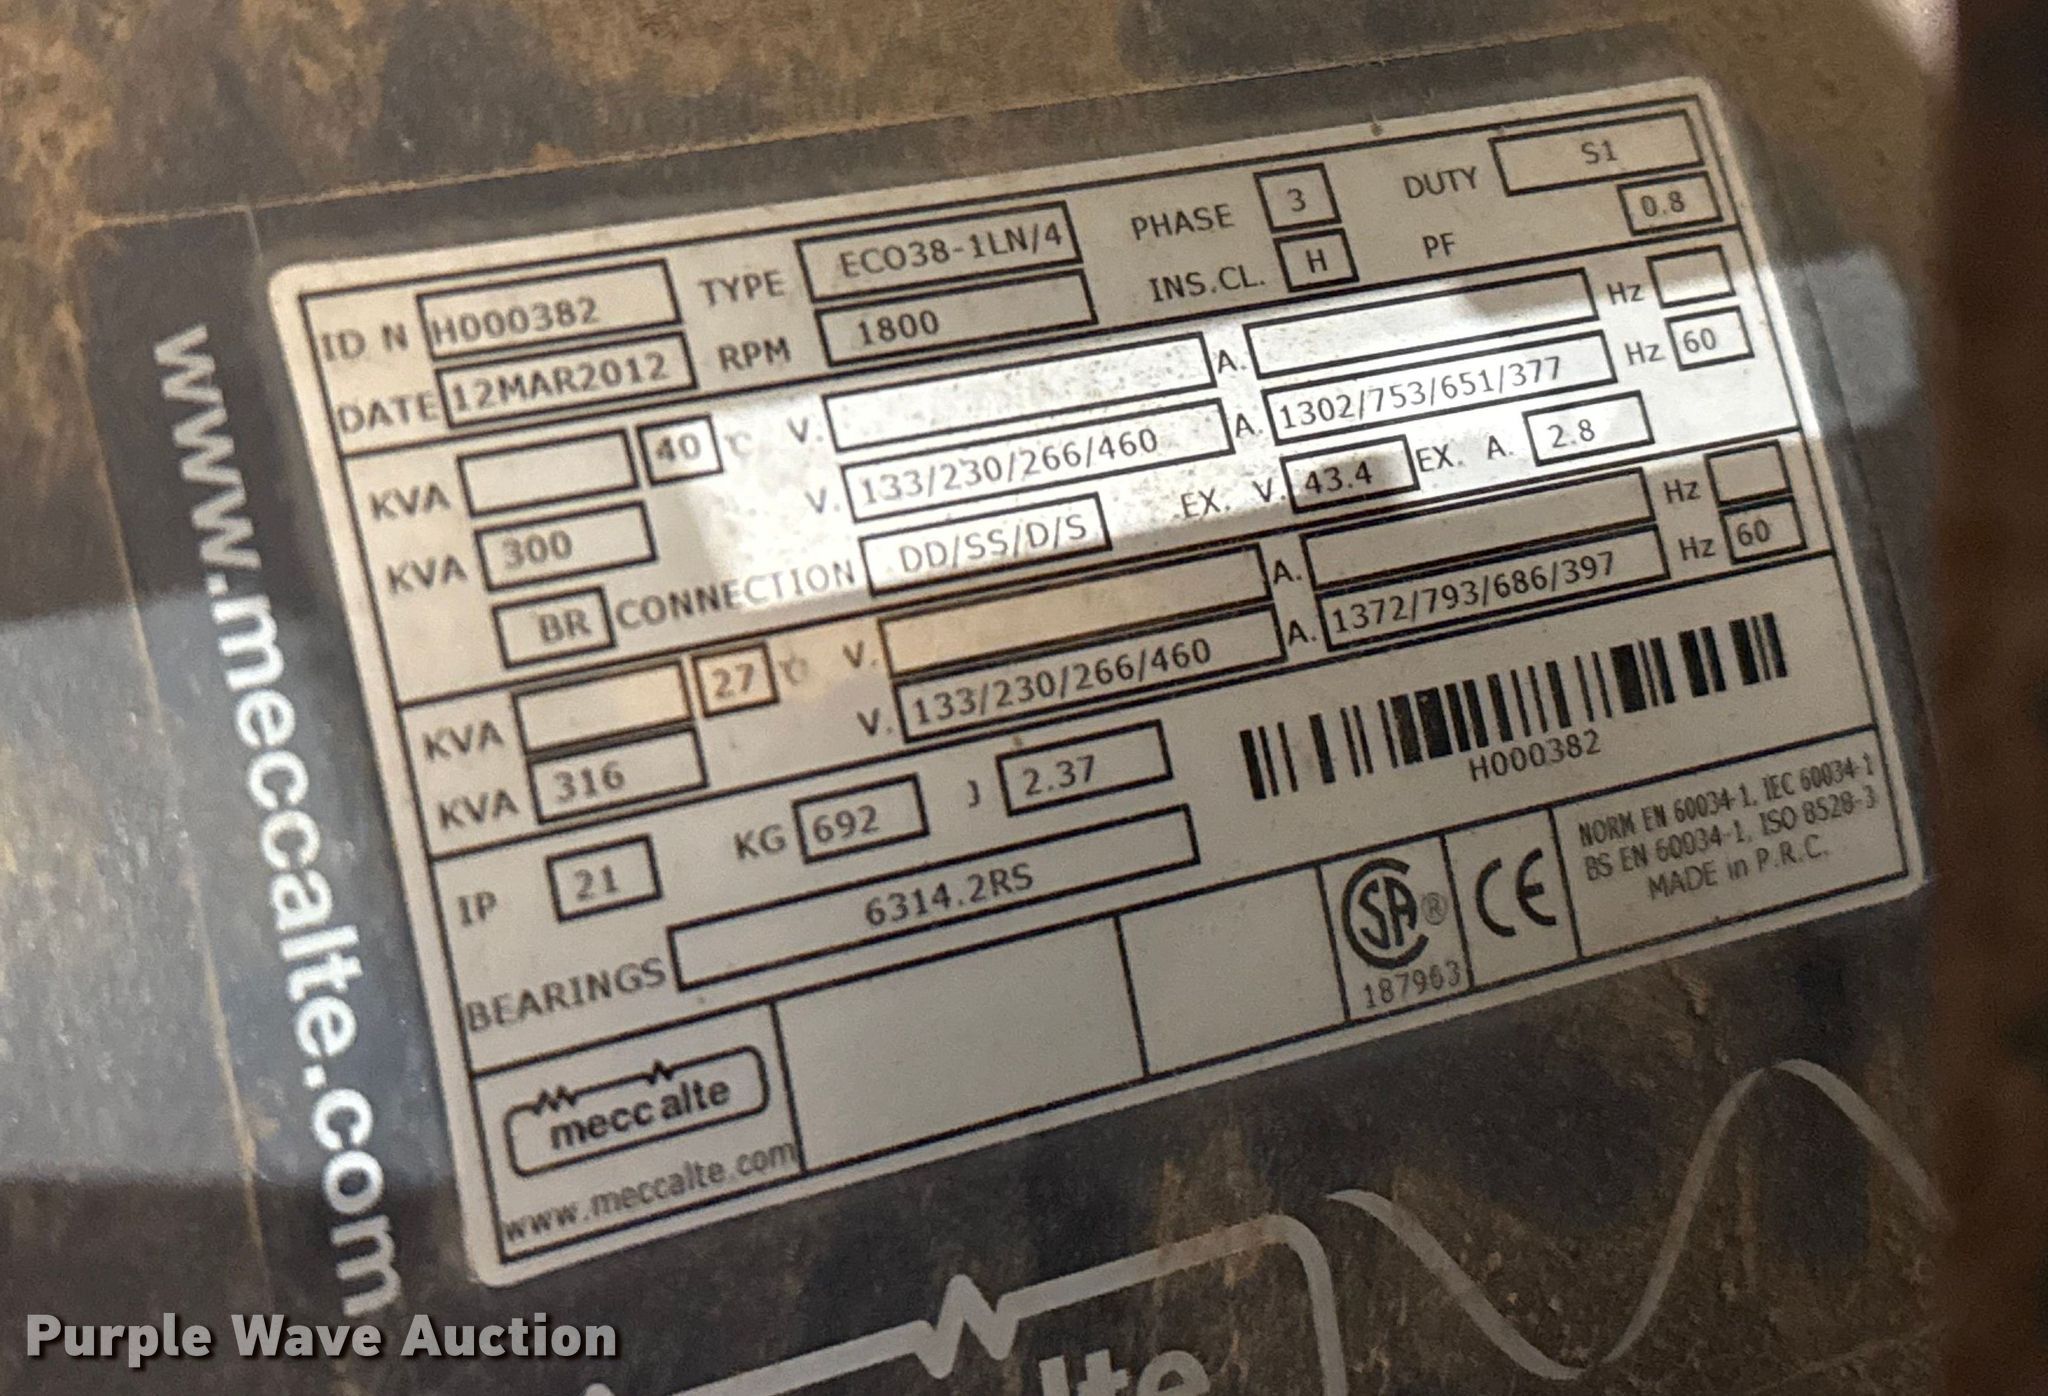 www.meccalte.com
ID N H000382 TYPE ECO38-1LN/4 PHASE 3 DUTY S1
DATE 12MAR2012 RPM 1800 INS.CL. H PF 0.8
KVA 40 °C V. A. Hz
KVA 300 V. 133/230/266/460 A. 1302/753/651/377 Hz 60
BR CONNECTION DD/SS/D/S EX. V. 43.4 EX. A. 2.8
KVA 27 °C V. A. Hz
KVA 316 V. 133/230/266/460 A. 1372/793/686/397 Hz 60
IP 21 KG 692 J 2.37
H000382
BEARINGS 6314.2RS
meccalte
www.meccalte.com
SA®
187963
CE
NORM EN 60034-1, IEC 60034-1
BS EN 60034-1, ISO 8528-3
MADE in P.R.C.
lte
Purple Wave Auction